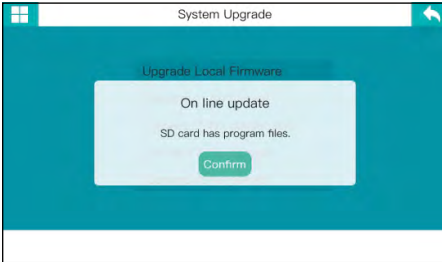 System Upgrade
Upgrade Local Firmware
On line update
SD card has program files.
Confirm